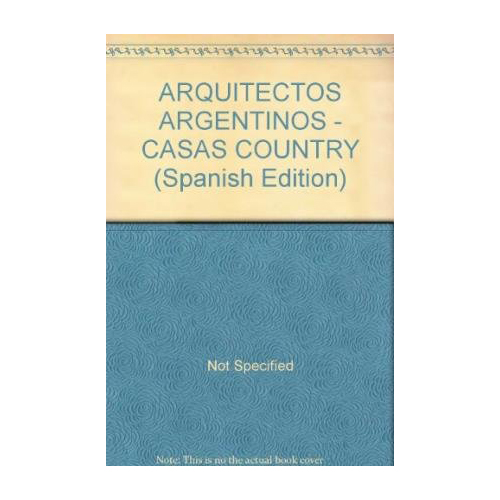 ARQUITECTOS
ARGENTINOS -
CASAS COUNTRY
(Spanish Edition)
Not Specified
Note: This is no the actual book cover